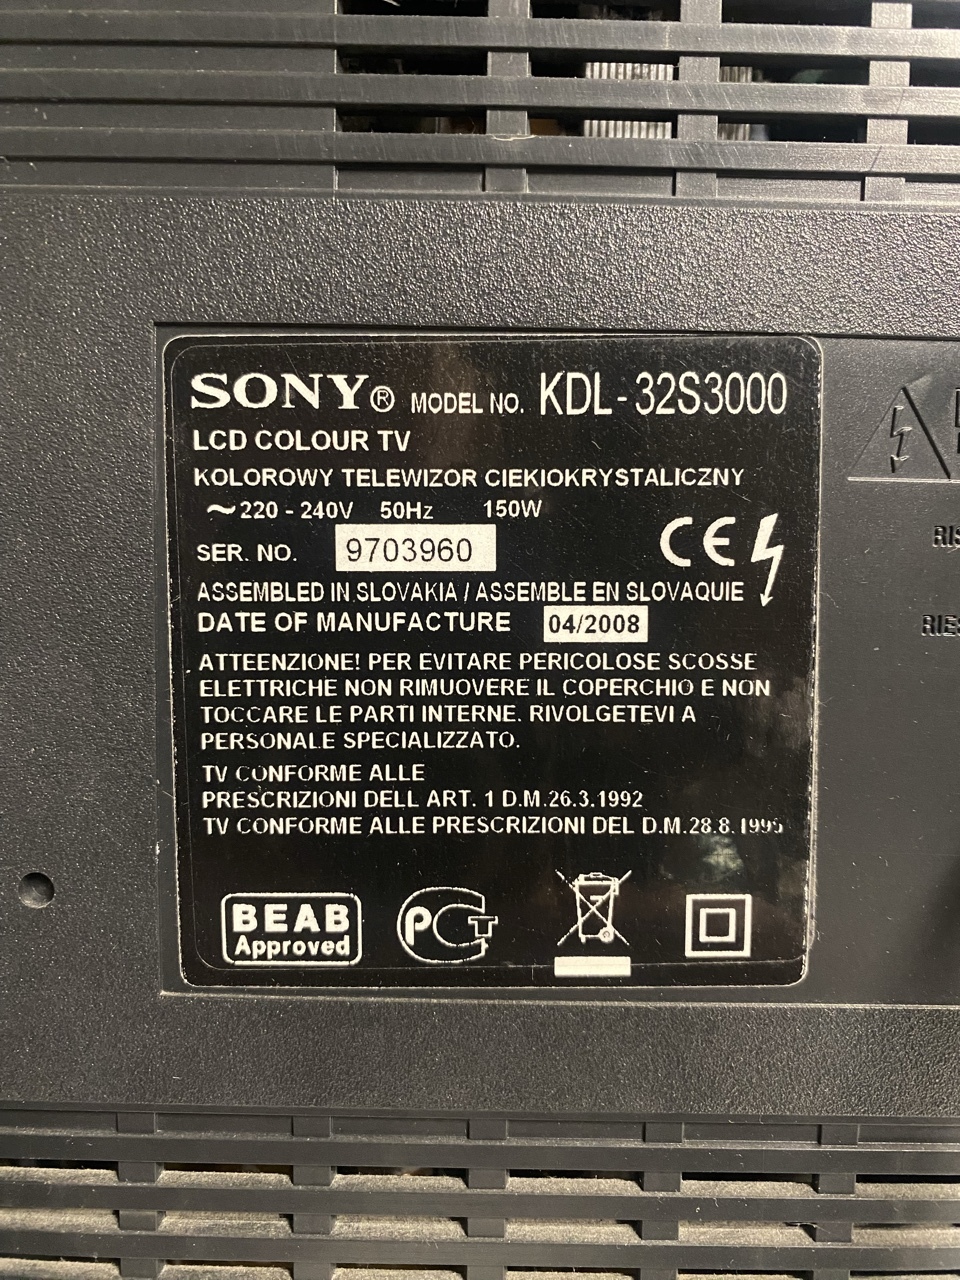 SONY® MODEL NO. KDL-32S3000
LCD COLOUR TV
KOLOROWY TELEWIZOR CIEKIOKRYSTALICZNY
~220 - 240V 50Hz 150W
SER. NO. 9703960
CE
ASSEMBLED IN SLOVAKIA / ASSEMBLE EN SLOVAQUIE
DATE OF MANUFACTURE 04/2008
ATTEENZIONE! PER EVITARE PERICOLOSE SCOSSE
ELETTRICHE NON RIMUOVERE IL COPERCHIO E NON
TOCCARE LE PARTI INTERNE. RIVOLGETEVI A
PERSONALE SPECIALIZZATO.
TV CONFORME ALLE
PRESCRIZIONI DELL ART. 1 D.M.26.3.1992
TV CONFORME ALLE PRESCRIZIONI DEL D.M.28.8.1995
BEAB
Approved
РСТ